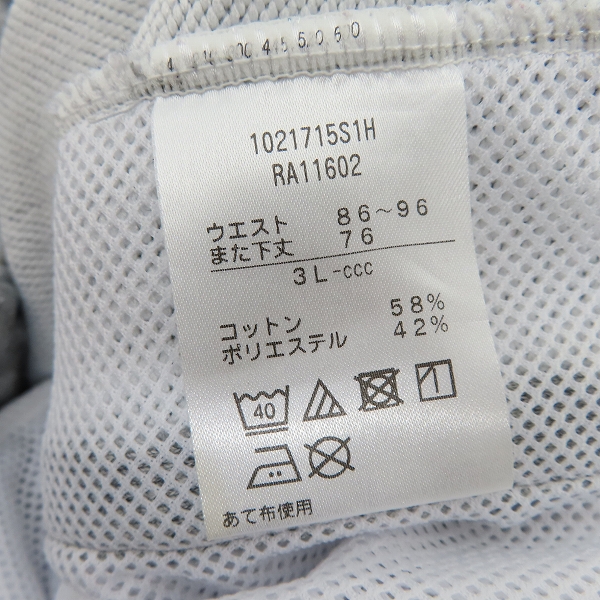 1021715S1H
RA11602
ウエスト 86～96
また下丈 76
3L-ccc
コットン 58%
ポリエステル 42%
40
あて布使用